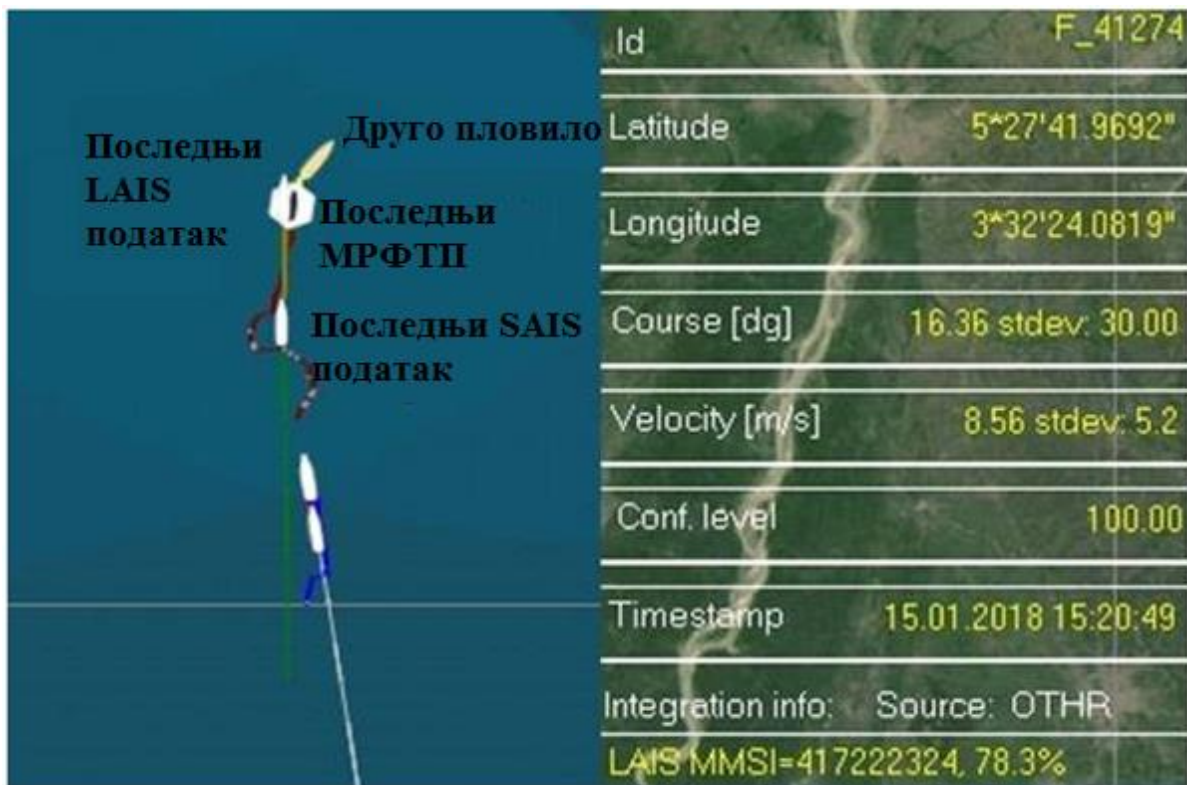 Друго пловило
Последњи
LAIS
податак
Последњи
МРФТП
Последњи SAIS
податак
Id F_41274
Latitude 5*27'41.9692"
Longitude 3*32'24.0819"
Course [dg] 16.36 stdev: 30.00
Velocity [m/s] 8.56 stdev: 5.2
Conf. level 100.00
Timestamp 15.01.2018 15:20:49
Integration info: Source: OTHR
LAIS MMSI=417222324, 78.3%